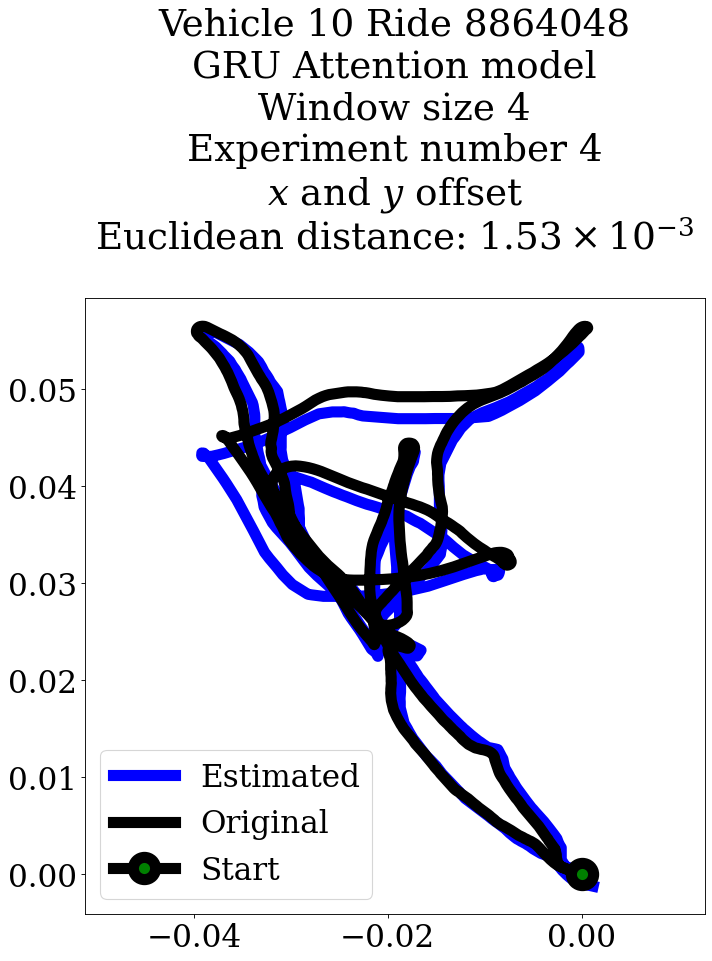 Vehicle 10 Ride 8864048
GRU Attention model
Window size 4
Experiment number 4
x and y offset
Euclidean distance: 1.53 × 10⁻³
0.05
0.04
0.03
0.02
0.01
0.00
Estimated
Original
Start
−0.04 −0.02 0.00